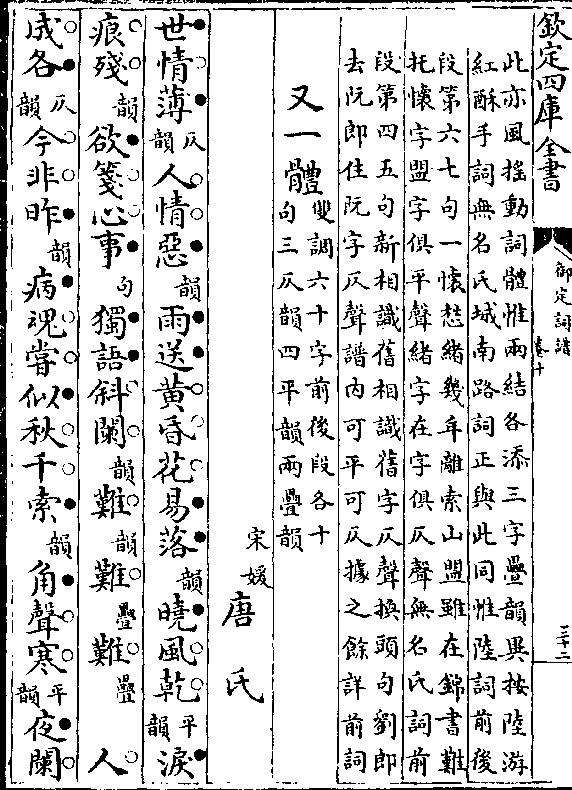 欽定四庫全書
御定詞譜
卷十
三十二
此亦風搖動詞體惟兩結各添三字疊韻異按陸游
紅酥手詞無名氏城南路詞正與此同惟陸詞前後
段第六七句一懷愁緒幾年離索山盟雖在錦書難
托懷字盟字俱平聲緒字在字俱仄聲無名氏詞前
段第四五句新相識舊相識舊字仄聲換頭句劉郎
去阮郎住阮字仄聲譜内可平可仄據之餘詳前詞
又一體
雙調六十字前後段各十
句三仄韻四平韻兩疊韻
宋媛唐氏
世情薄仄韻人情惡韻雨送黄昏花易落韻曉風乾平韻淚
痕殘韻欲箋心事句獨語斜闌韻難韻難疊難疊 人
成各仄韻今非昨韻病魂嘗似秋千索韻角聲寒平韻夜闌